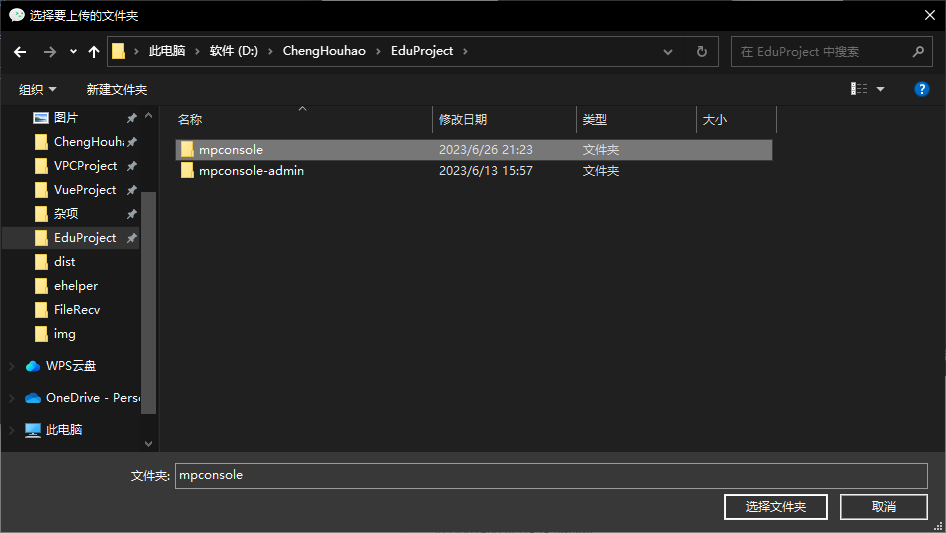 选择要上传的文件夹
此电脑 软件 (D:) ChengHouhao EduProject
在 EduProject 中搜索
组织 新建文件夹
?
名称 修改日期 类型 大小
图片
ChengHouha
VPCProject
VueProject
杂项
EduProject
dist
ehelper
FileRecv
img
WPS云盘
OneDrive - Pers
此电脑
mpconsole 2023/6/26 21:23 文件夹
mpconsole-admin 2023/6/13 15:57 文件夹
文件夹: mpconsole
选择文件夹 取消